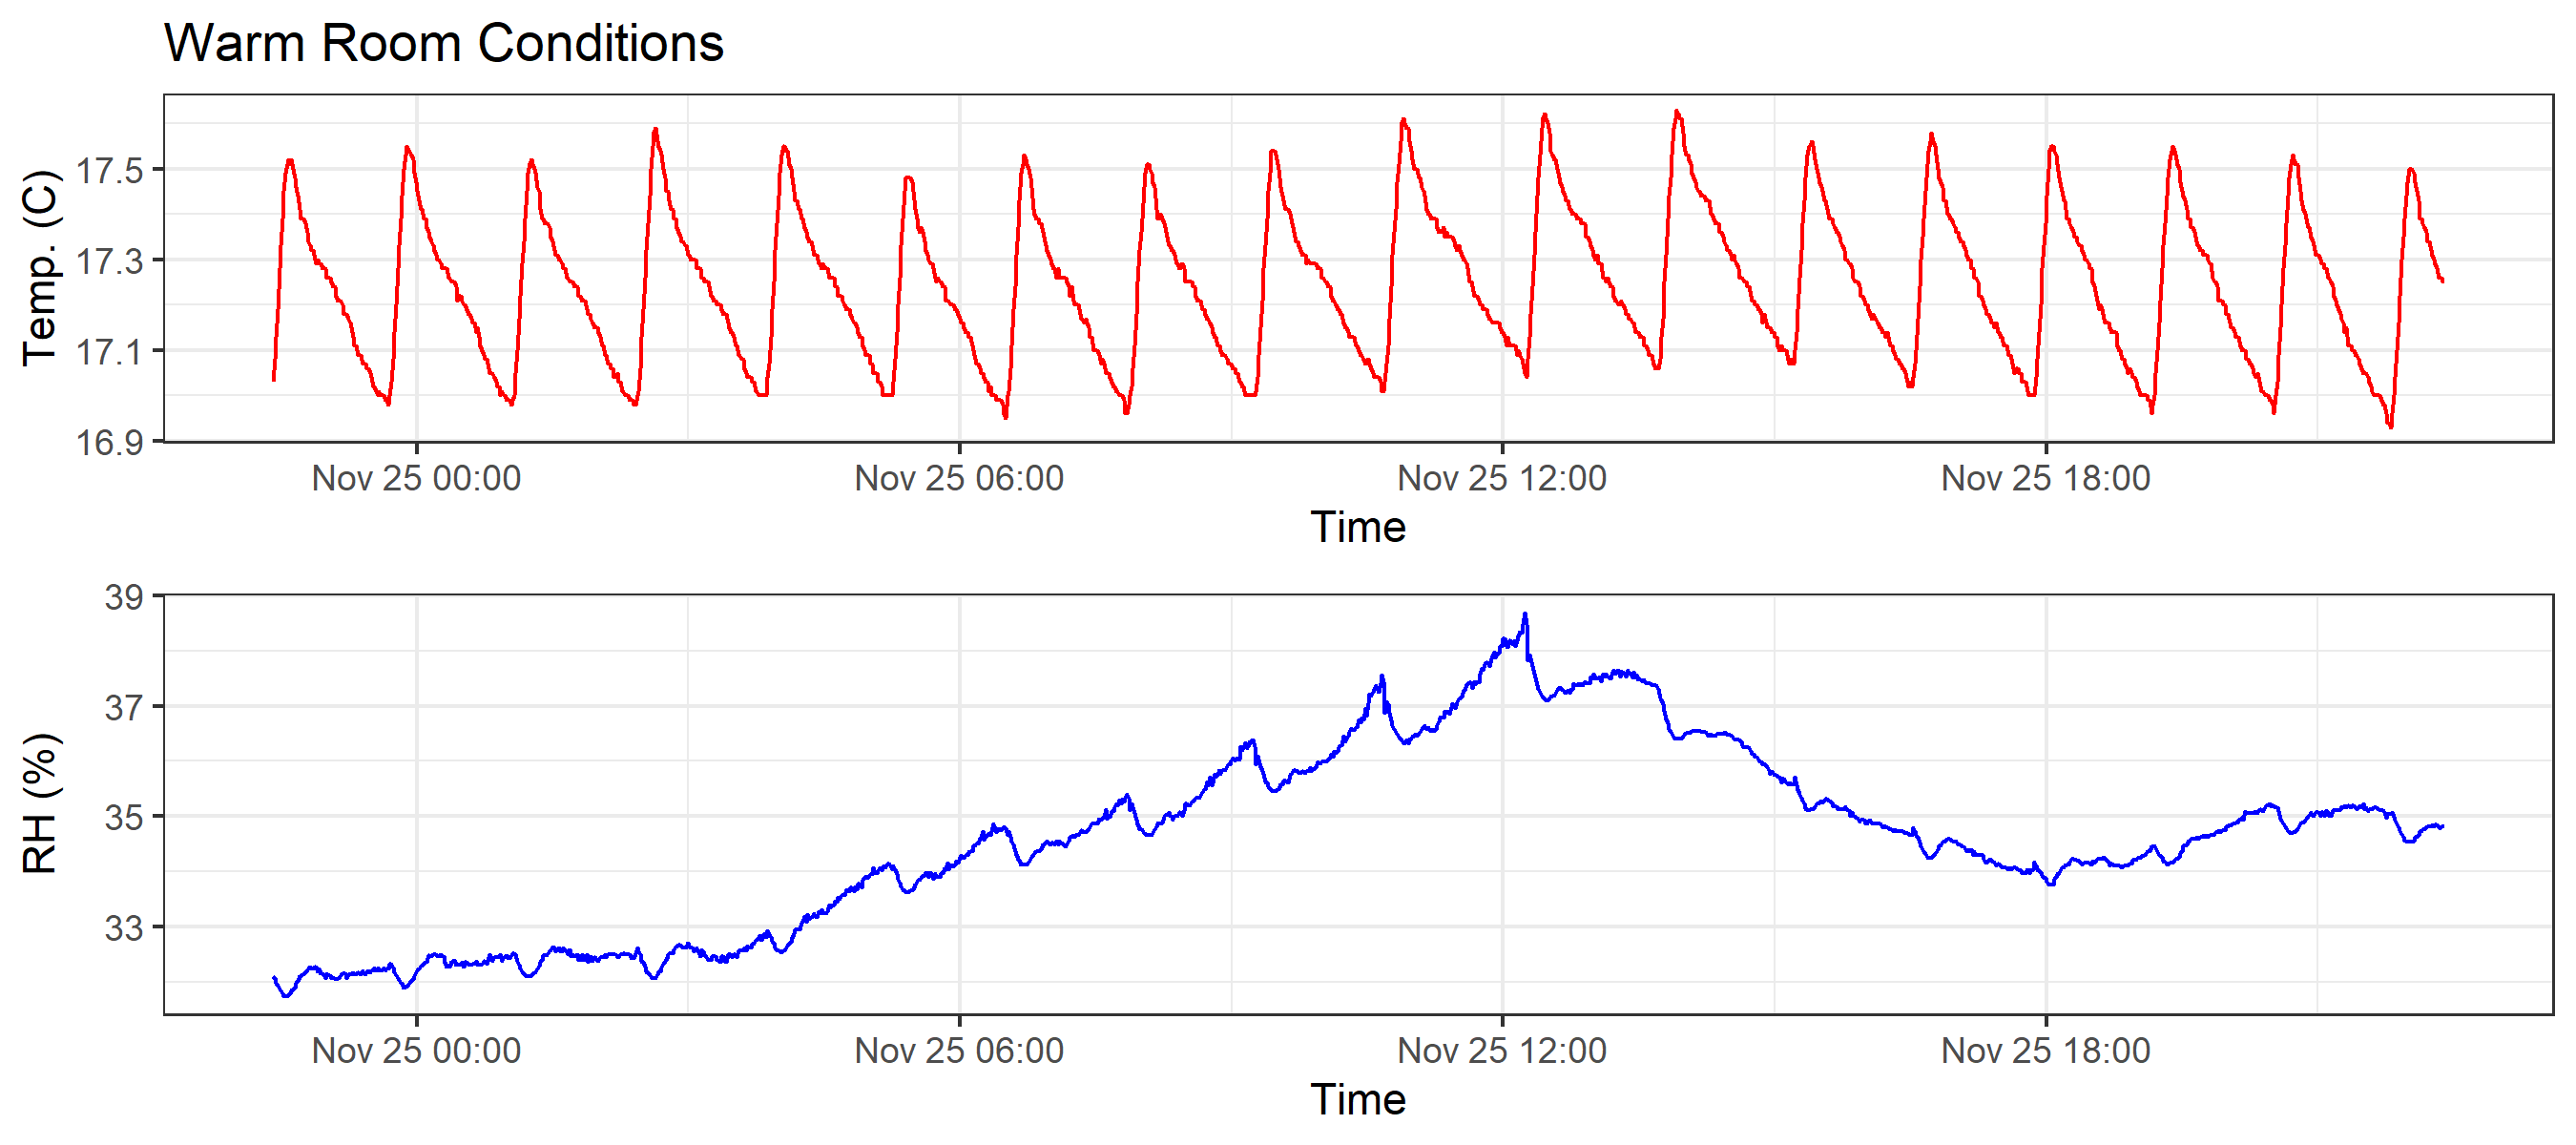 Warm Room Conditions
Temp. (C)
17.5
17.3
17.1
16.9
Nov 25 00:00 Nov 25 06:00 Nov 25 12:00 Nov 25 18:00
Time
RH (%)
39
37
35
33
Nov 25 00:00 Nov 25 06:00 Nov 25 12:00 Nov 25 18:00
Time